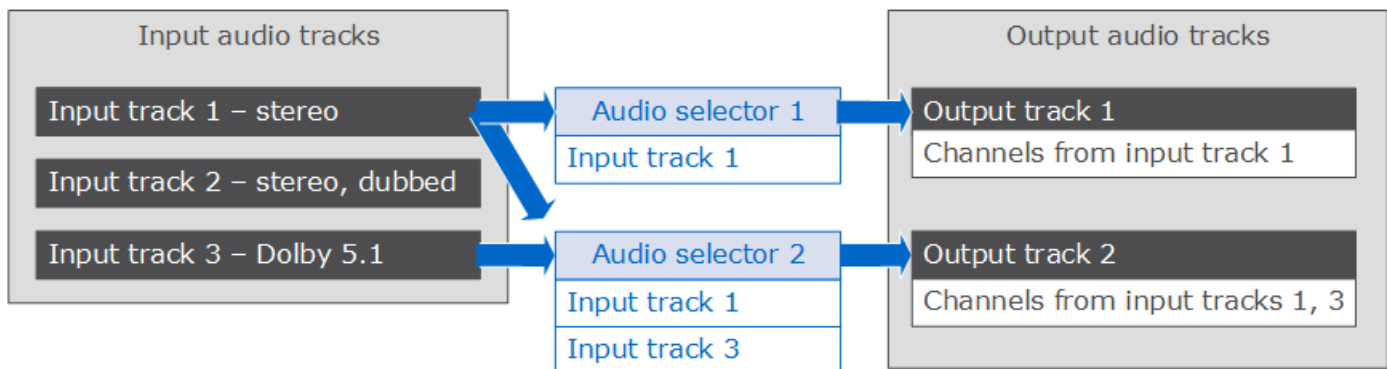 Input audio tracks
Input track 1 – stereo
Input track 2 – stereo, dubbed
Input track 3 – Dolby 5.1
Audio selector 1
Input track 1
Audio selector 2
Input track 1
Input track 3
Output audio tracks
Output track 1
Channels from input track 1
Output track 2
Channels from input tracks 1, 3